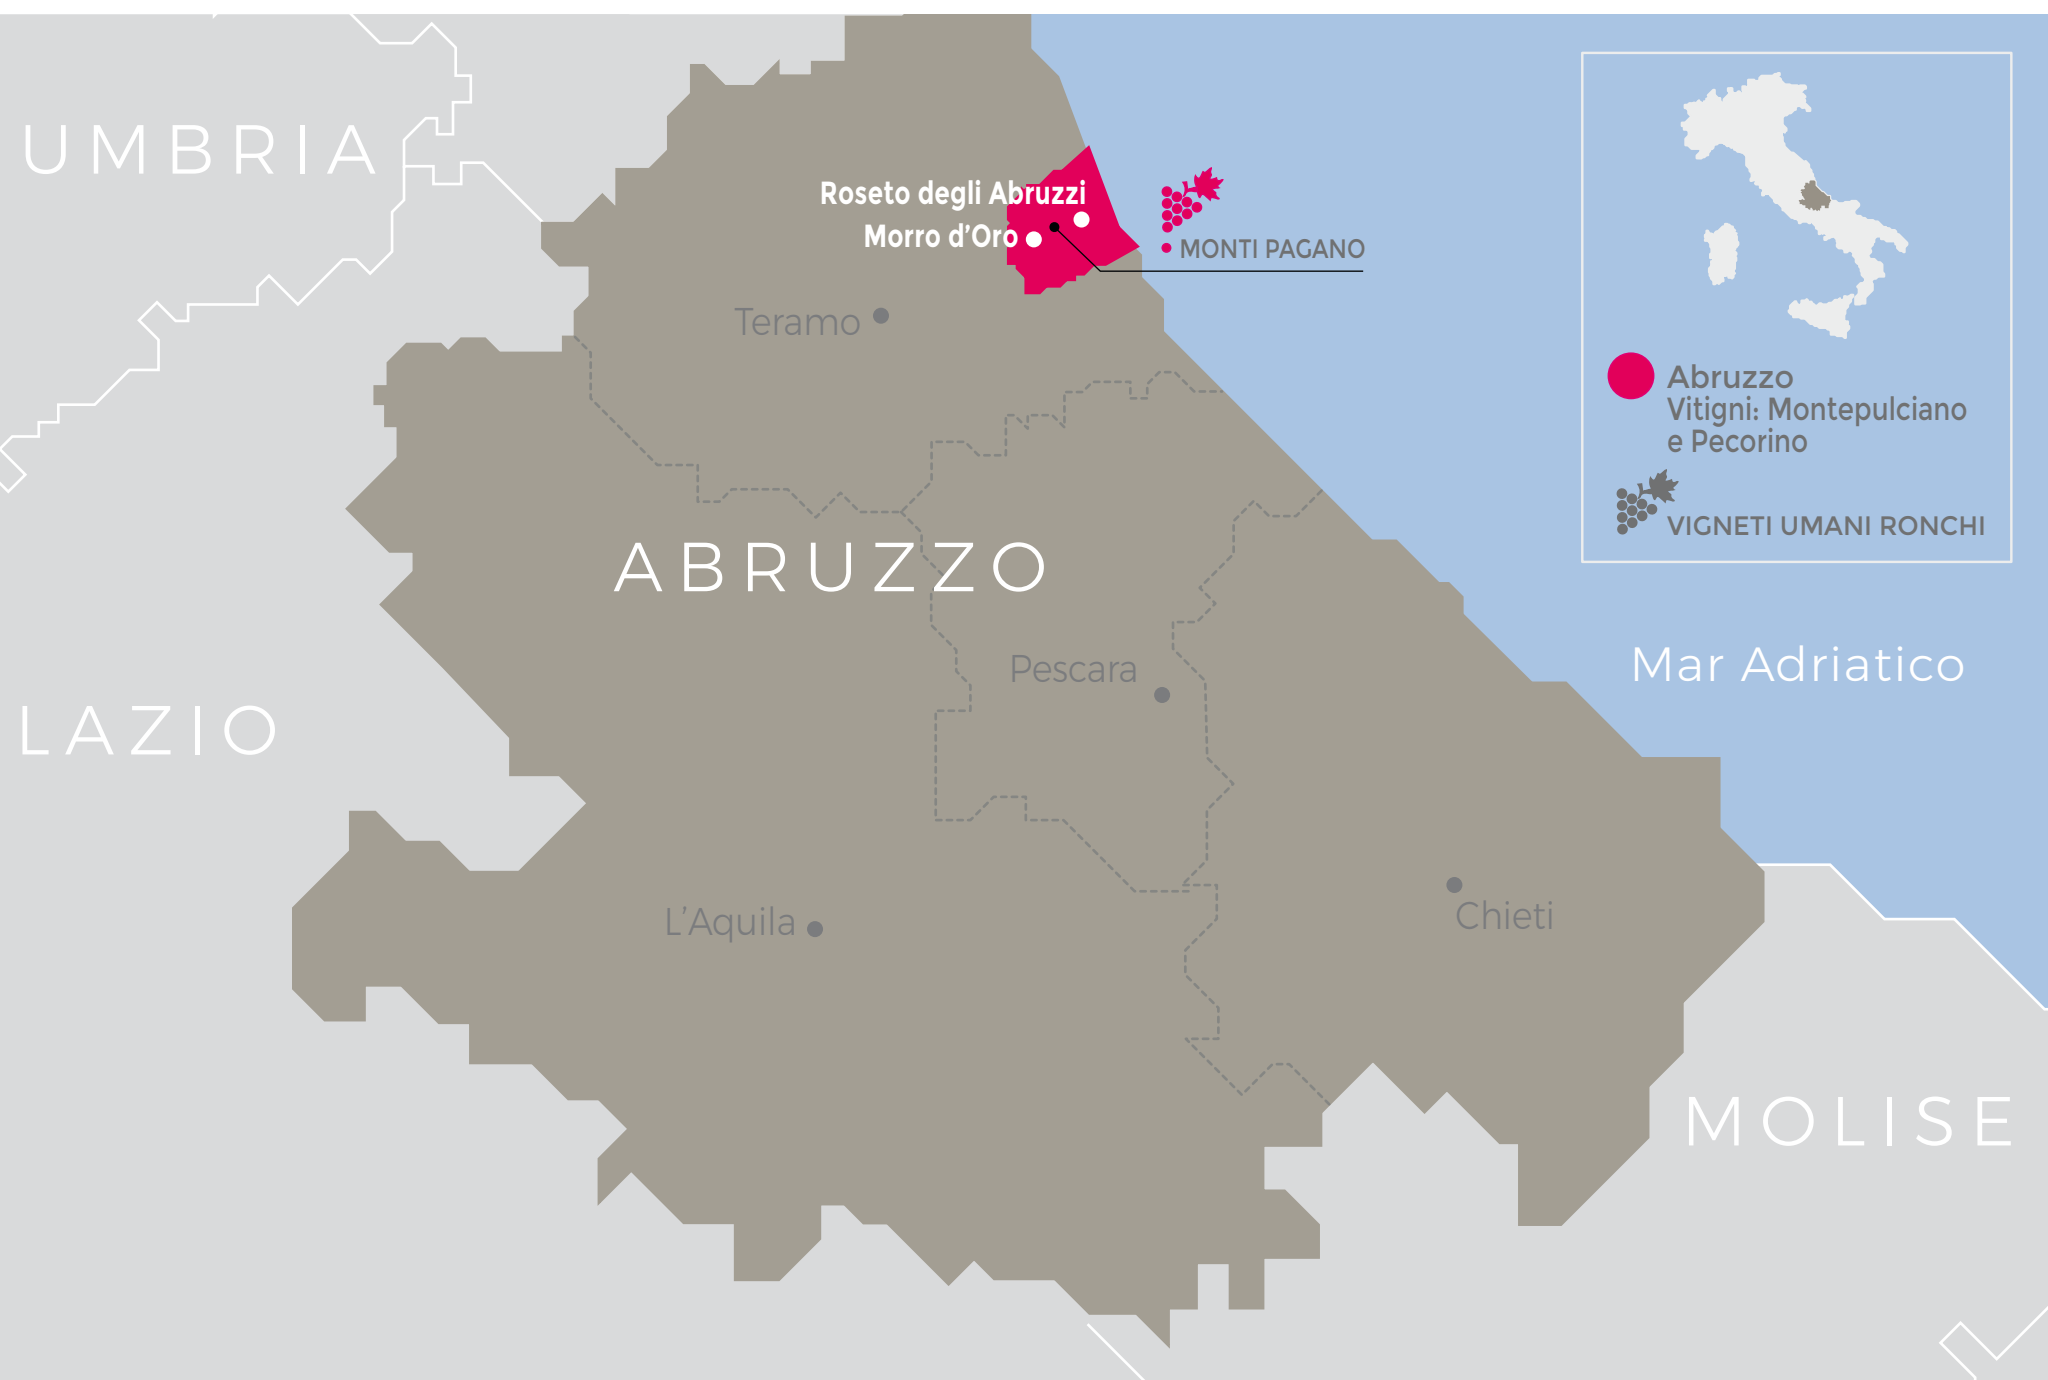 UMBRIA
Roseto degli Abruzzi
Morro d’Oro
MONTI PAGANO
Teramo
Abruzzo
Vitigni: Montepulciano
e Pecorino
VIGNETI UMANI RONCHI
ABRUZZO
Pescara
Mar Adriatico
LAZIO
L’Aquila
Chieti
MOLISE